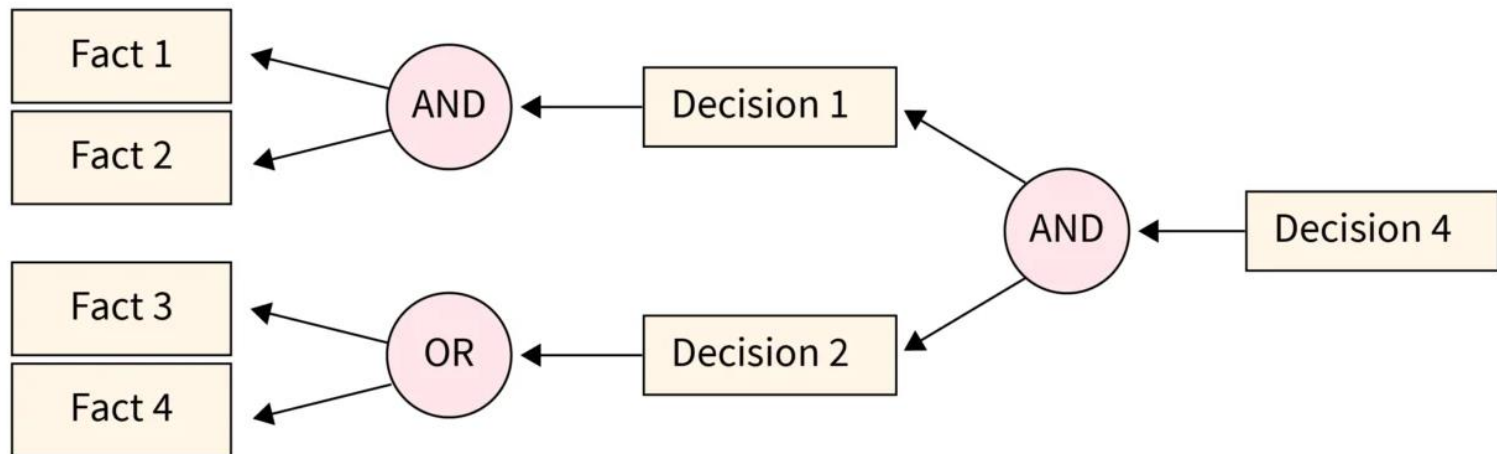 Fact 1
Fact 2
AND
Decision 1
AND
Decision 4
Fact 3
Fact 4
OR
Decision 2